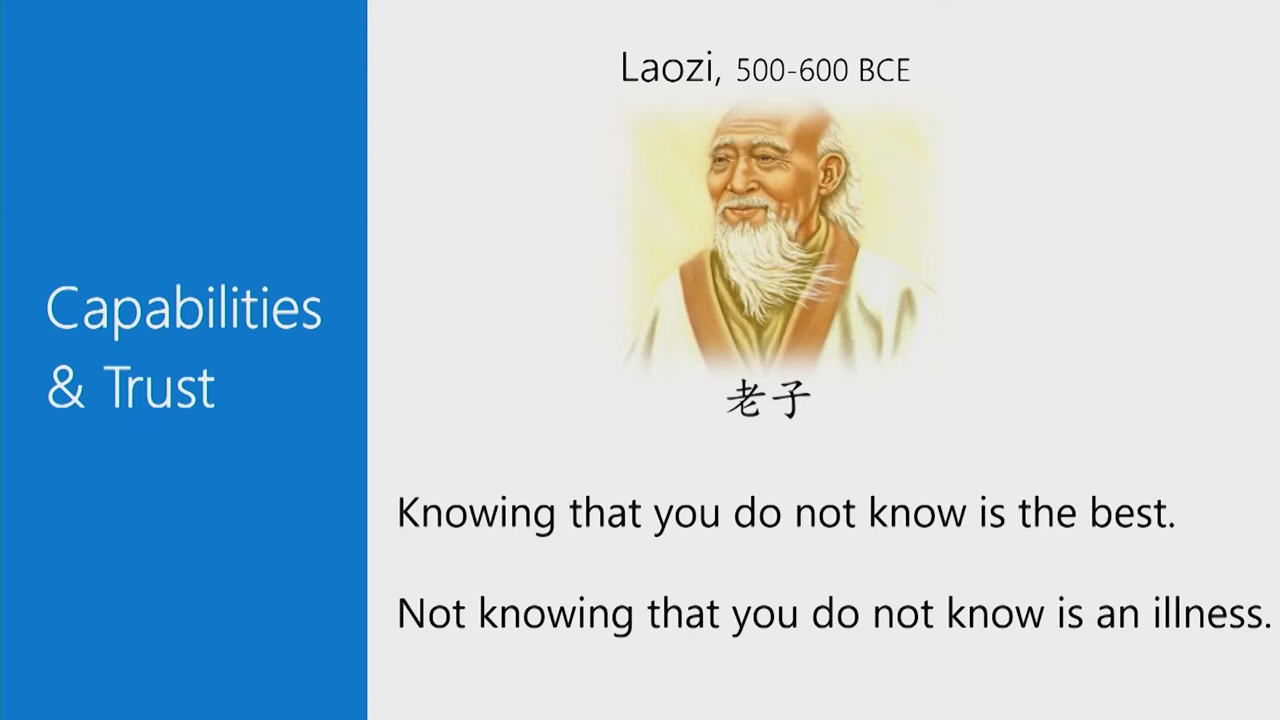 Capabilities
& Trust
Laozi, 500-600 BCE
老子
Knowing that you do not know is the best.
Not knowing that you do not know is an illness.